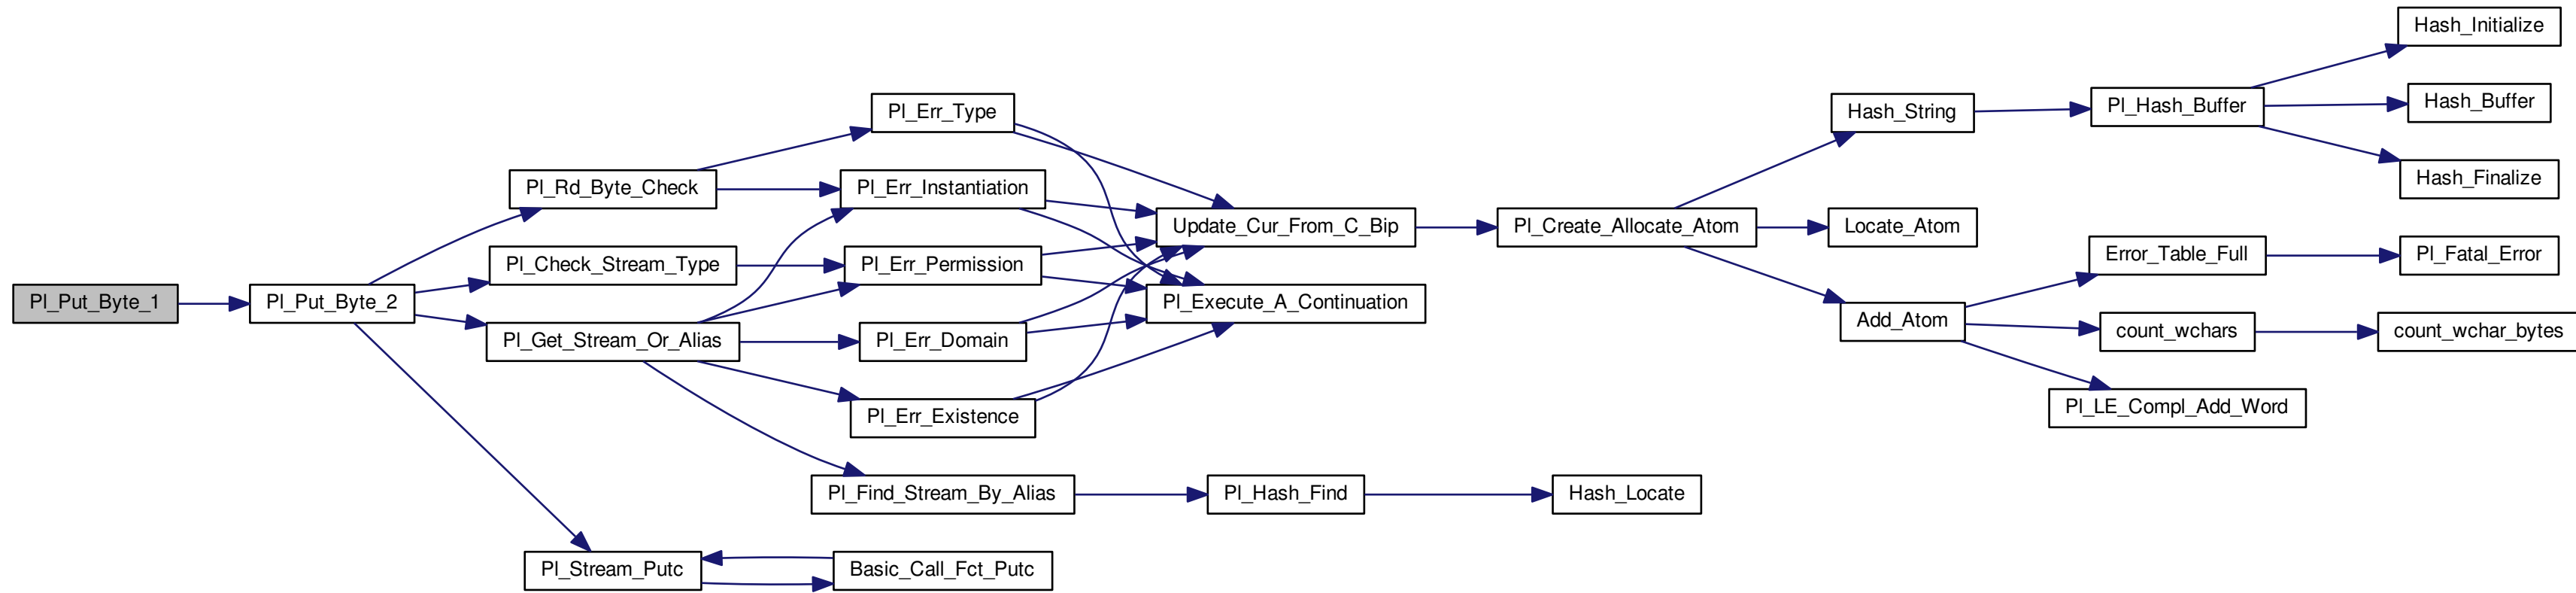 Pl_Put_Byte_1
Pl_Put_Byte_2
Pl_Rd_Byte_Check
Pl_Check_Stream_Type
Pl_Get_Stream_Or_Alias
Pl_Stream_Putc
Pl_Err_Type
Pl_Err_Instantiation
Pl_Err_Permission
Pl_Err_Domain
Pl_Err_Existence
Pl_Find_Stream_By_Alias
Basic_Call_Fct_Putc
Update_Cur_From_C_Bip
Pl_Execute_A_Continuation
Pl_Hash_Find
Pl_Create_Allocate_Atom
Hash_Locate
Hash_String
Locate_Atom
Add_Atom
Pl_Hash_Buffer
Error_Table_Full
count_wchars
Pl_LE_Compl_Add_Word
Hash_Initialize
Hash_Buffer
Hash_Finalize
Pl_Fatal_Error
count_wchar_bytes